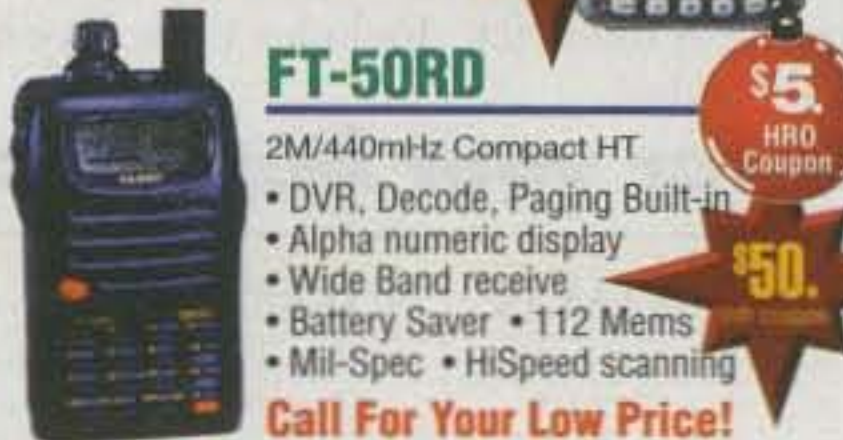 FT-50RD
$5.
HRO
Coupon
2M/440mHz Compact HT
• DVR, Decode, Paging Built-in
• Alpha numeric display
• Wide Band receive
$50.
• Battery Saver • 112 Mems
• Mil-Spec • HiSpeed scanning
Call For Your Low Price!